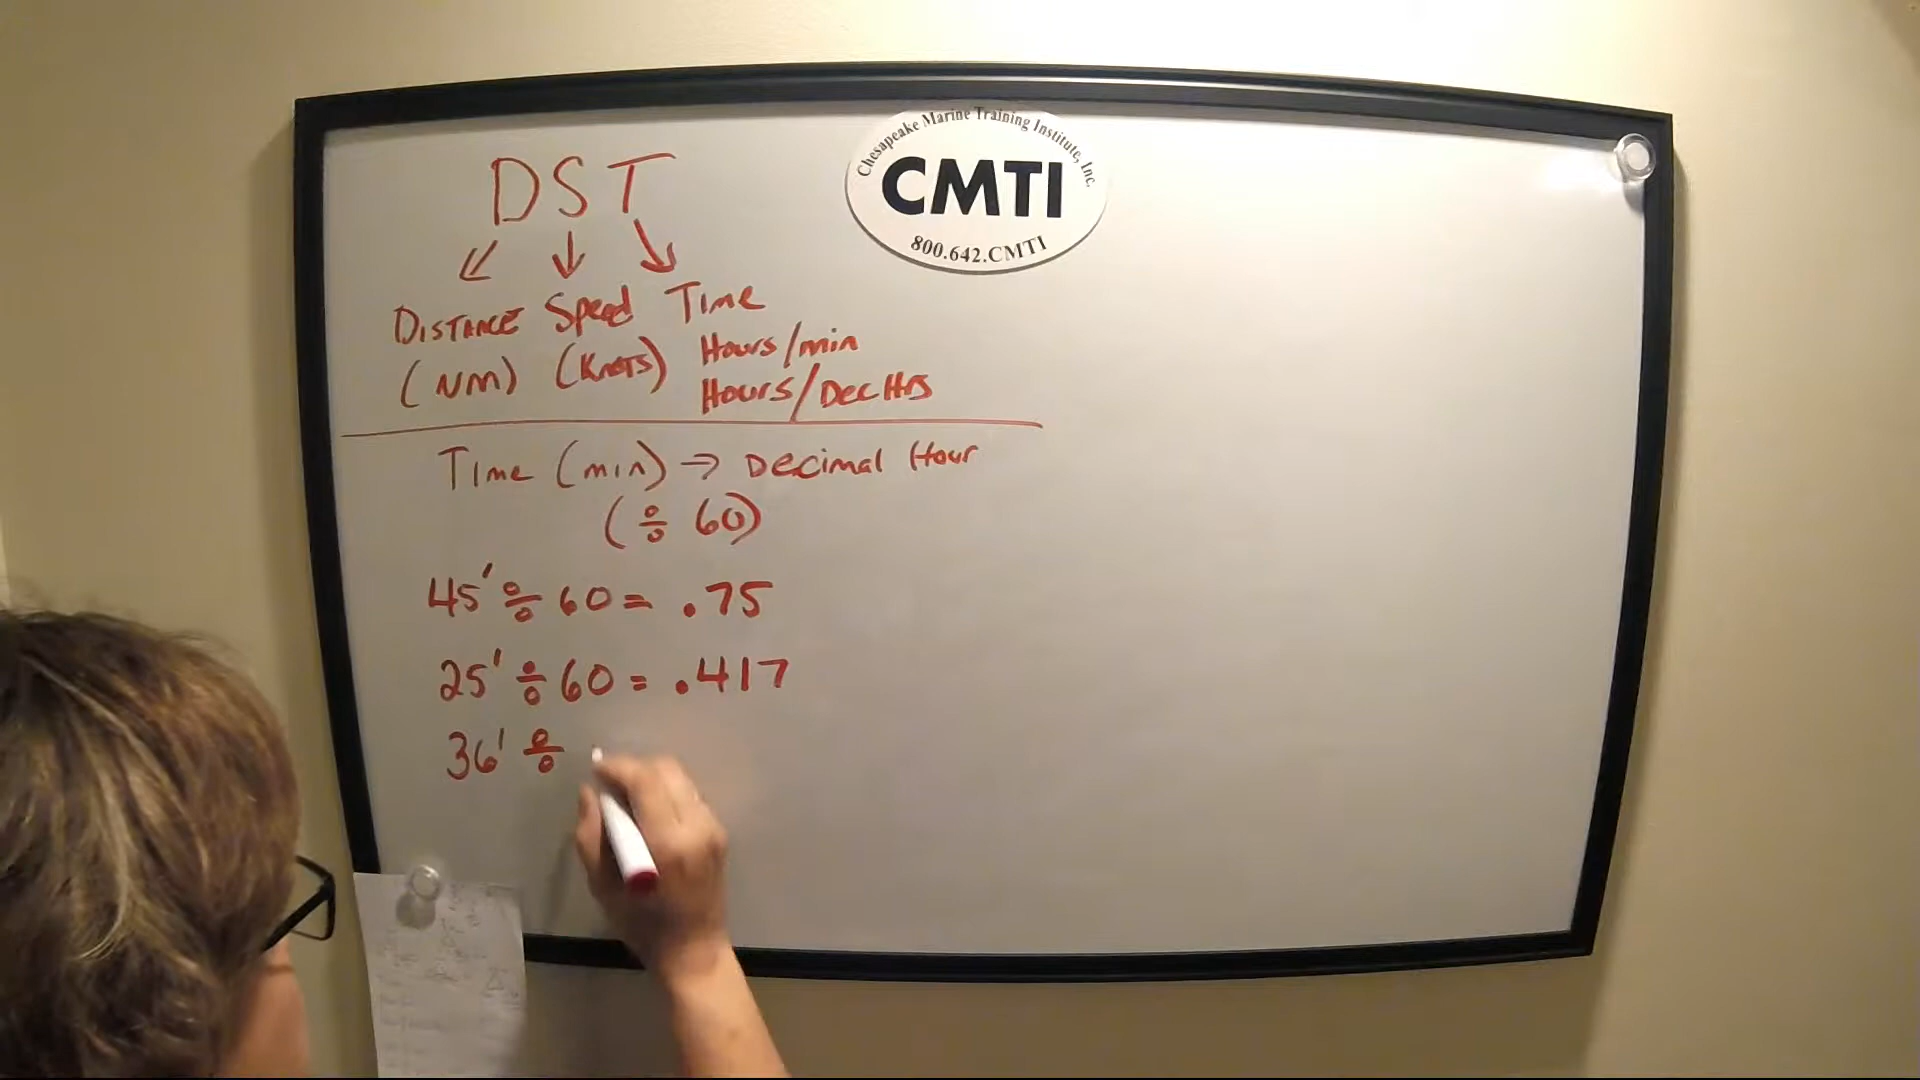 DST
Chesapeake Marine Training Institute, Inc.
CMTI
800.642.CMTI
Distance Speed Time
(NM) (Knots) Hours/min
Hours/Dec Hrs
Time (min) → Decimal Hour
(÷ 60)
45' ÷ 60 = .75
25' ÷ 60 = .417
36' ÷